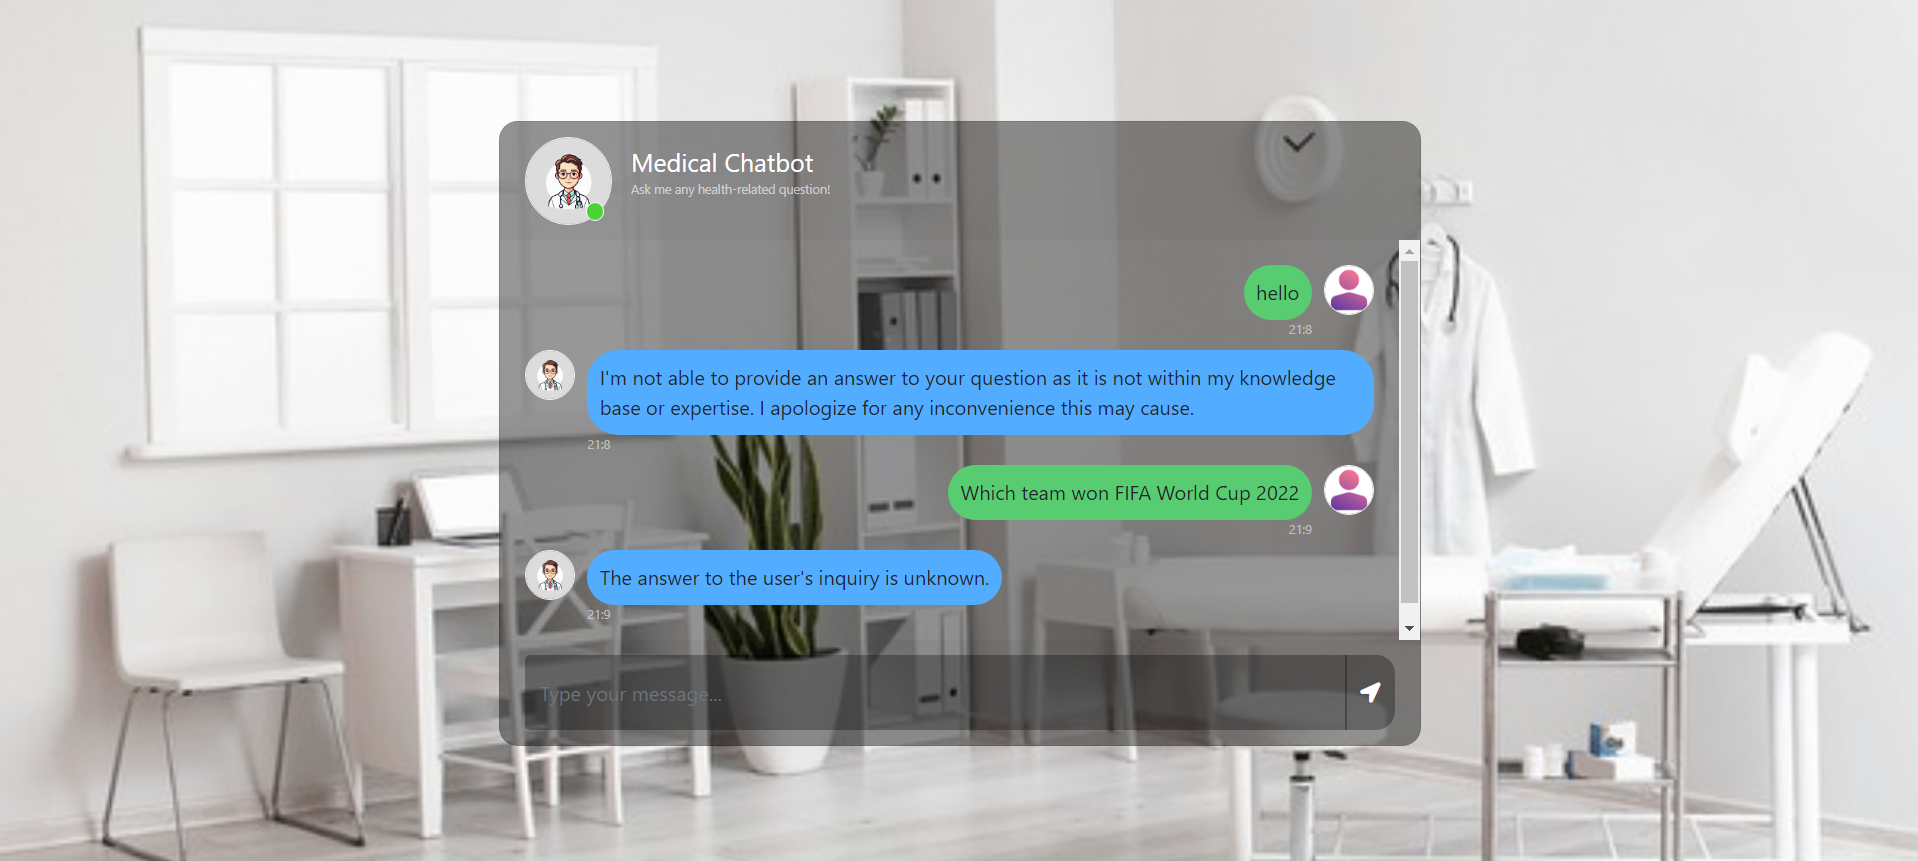 Medical Chatbot
Ask me any health-related question!
hello
21:8
I'm not able to provide an answer to your question as it is not within my knowledge
base or expertise. I apologize for any inconvenience this may cause.
21:8
Which team won FIFA World Cup 2022
21:9
The answer to the user's inquiry is unknown.
21:9
Type your message...